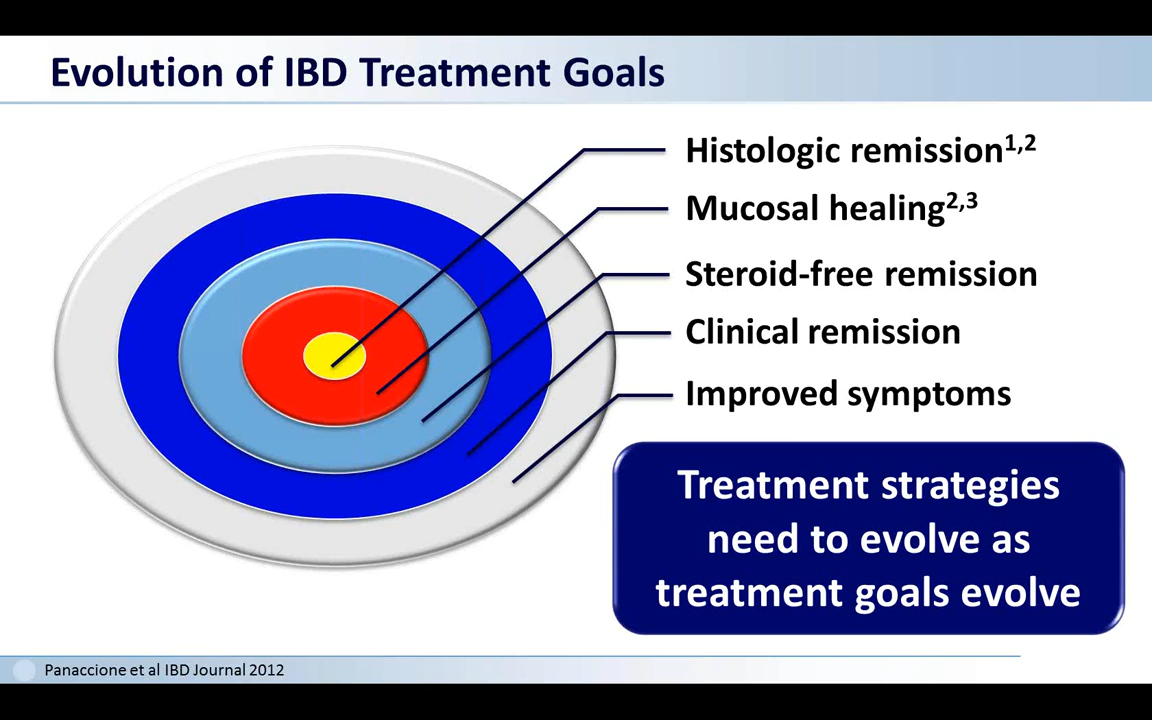 Evolution of IBD Treatment Goals
Histologic remission1,2
Mucosal healing2,3
Steroid-free remission
Clinical remission
Improved symptoms
Treatment strategies
need to evolve as
treatment goals evolve
Panaccione et al IBD Journal 2012